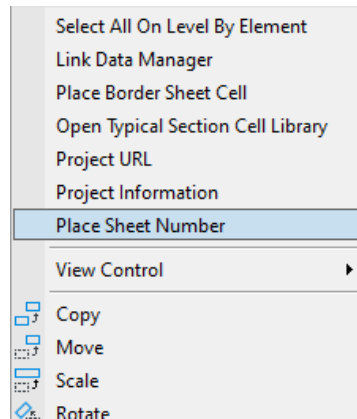 Select All On Level By Element
Link Data Manager
Place Border Sheet Cell
Open Typical Section Cell Library
Project URL
Project Information
Place Sheet Number
View Control
Copy
Move
Scale
Rotate